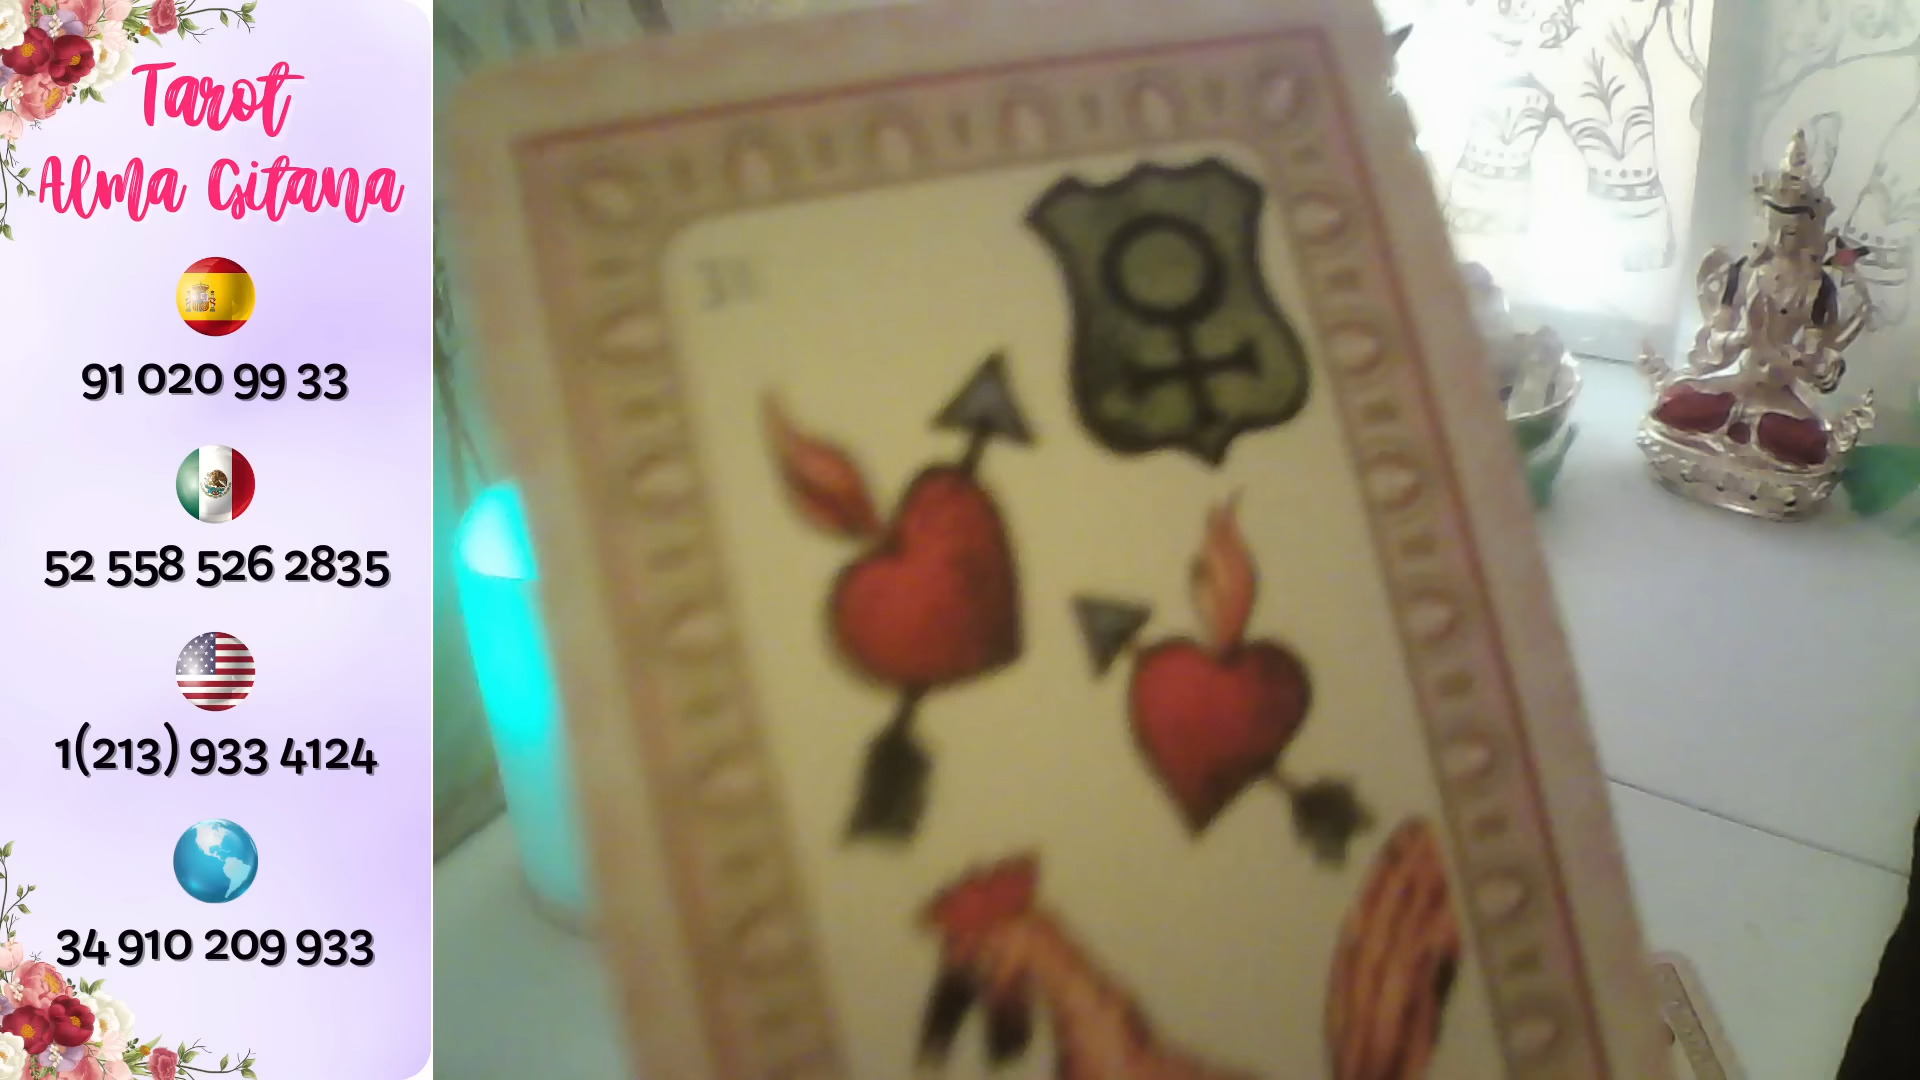 Tarot
Alma Gitana
91 020 99 33
52 558 526 2835
1(213) 933 4124
34 910 209 933